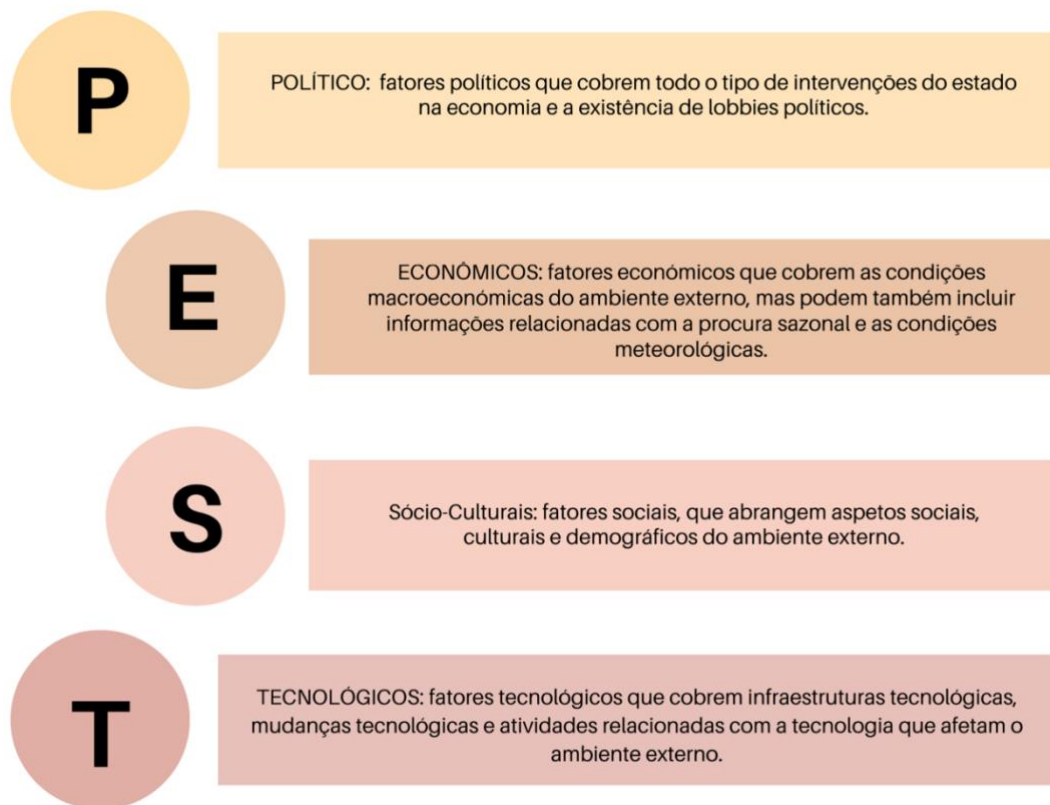 P
POLÍTICO: fatores políticos que cobrem todo o tipo de intervenções do estado
na economia e a existência de lobbies políticos.
E
ECONÔMICOS: fatores económicos que cobrem as condições
macroeconómicas do ambiente externo, mas podem também incluir
informações relacionadas com a procura sazonal e as condições
meteorológicas.
S
Sócio-Culturais: fatores sociais, que abrangem aspetos sociais,
culturais e demográficos do ambiente externo.
T
TECNOLÓGICOS: fatores tecnológicos que cobrem infraestruturas tecnológicas,
mudanças tecnológicas e atividades relacionadas com a tecnologia que afetam o
ambiente externo.